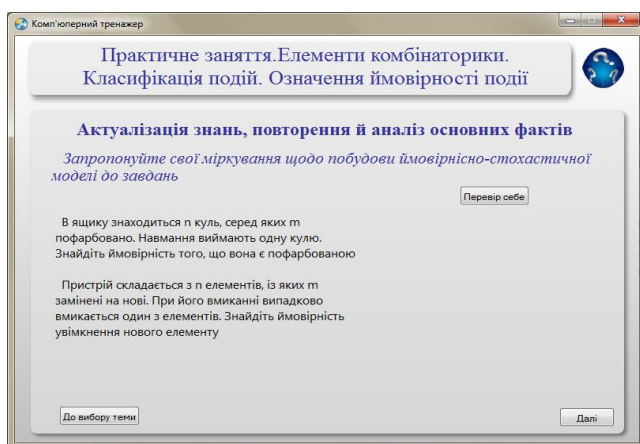 Комп'юперний тренажер
Практичне заняття.Елементи комбінаторики.
Класифікація подій. Означення ймовірності події
Актуалізація знань, повторення й аналіз основних фактів
Запропонуйте свої міркування щодо побудови ймовірнісно-стохастичної
моделі до завдань
Перевір себе
В ящику знаходиться n куль, серед яких m
пофарбовано. Навмання виймають одну кулю.
Знайдіть ймовірність того, що вона є пофарбованою
Пристрій складається з n елементів, із яких m
замінені на нові. При його вмиканні випадково
вмикається один з елементів. Знайдіть ймовірність
увімкнення нового елементу
До вибору теми
Далі